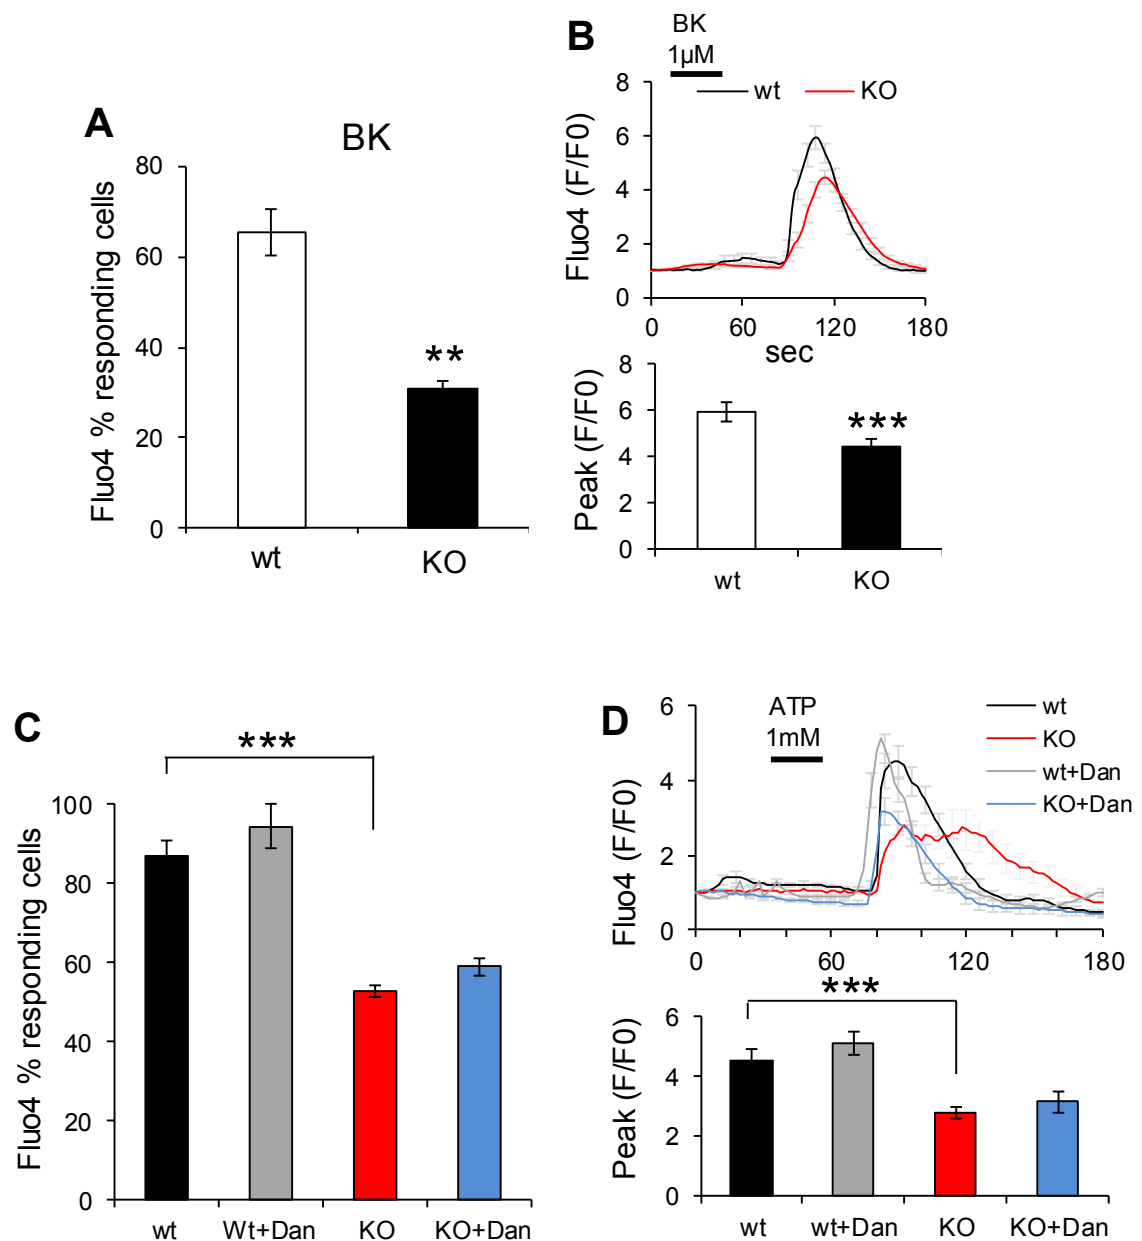 A
BK
Fluo4 % responding cells
80
60
40
20
0
**
wt
KO
B
BK
1µM
wt
KO
Fluo4 (F/F0)
8
6
4
2
0
0
60
120
180
sec
Peak (F/F0)
8
6
4
2
0
***
wt
KO
C
***
Fluo4 % responding cells
100
80
60
40
20
0
wt
Wt+Dan
KO
KO+Dan
D
ATP
1mM
wt
KO
wt+Dan
KO+Dan
Fluo4 (F/F0)
6
4
2
0
0
60
120
180
***
Peak (F/F0)
6
4
2
0
wt
wt+Dan
KO
KO+Dan